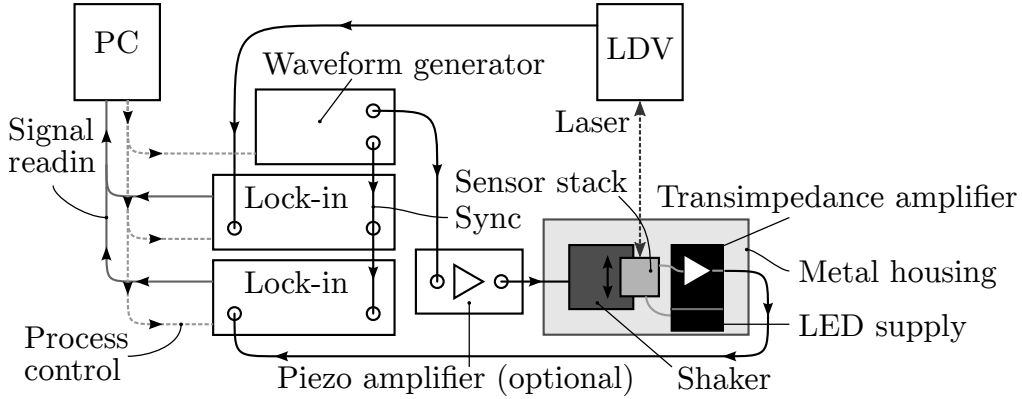 PC
LDV
Waveform generator
Laser
Signal
readin
Lock-in
Sync
Sensor stack
Transimpedance amplifier
Lock-in
Metal housing
LED supply
Process
control
Piezo amplifier (optional)
Shaker